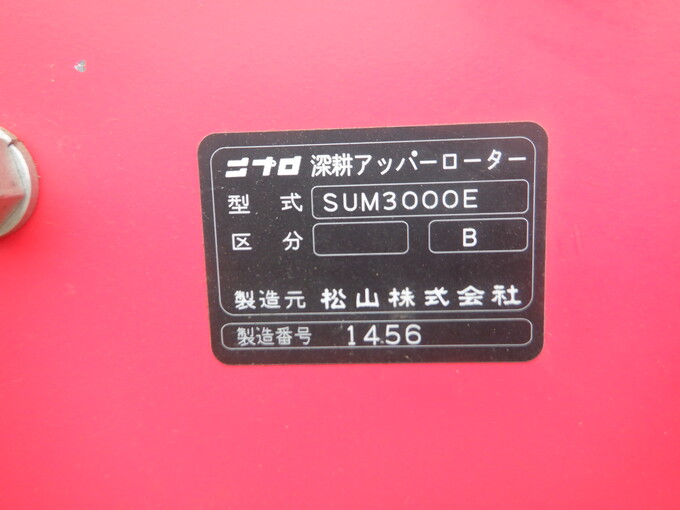 ニプロ 深耕アッパーローター
型式 SUM3000E
区分 B
製造元 松山株式会社
製造番号 1456